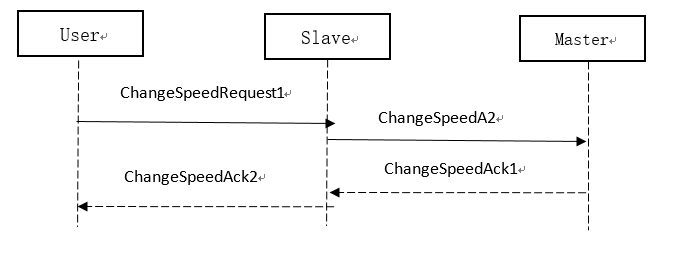 User
Slave
Master
ChangeSpeedRequest1
ChangeSpeedA2
ChangeSpeedAck1
ChangeSpeedAck2